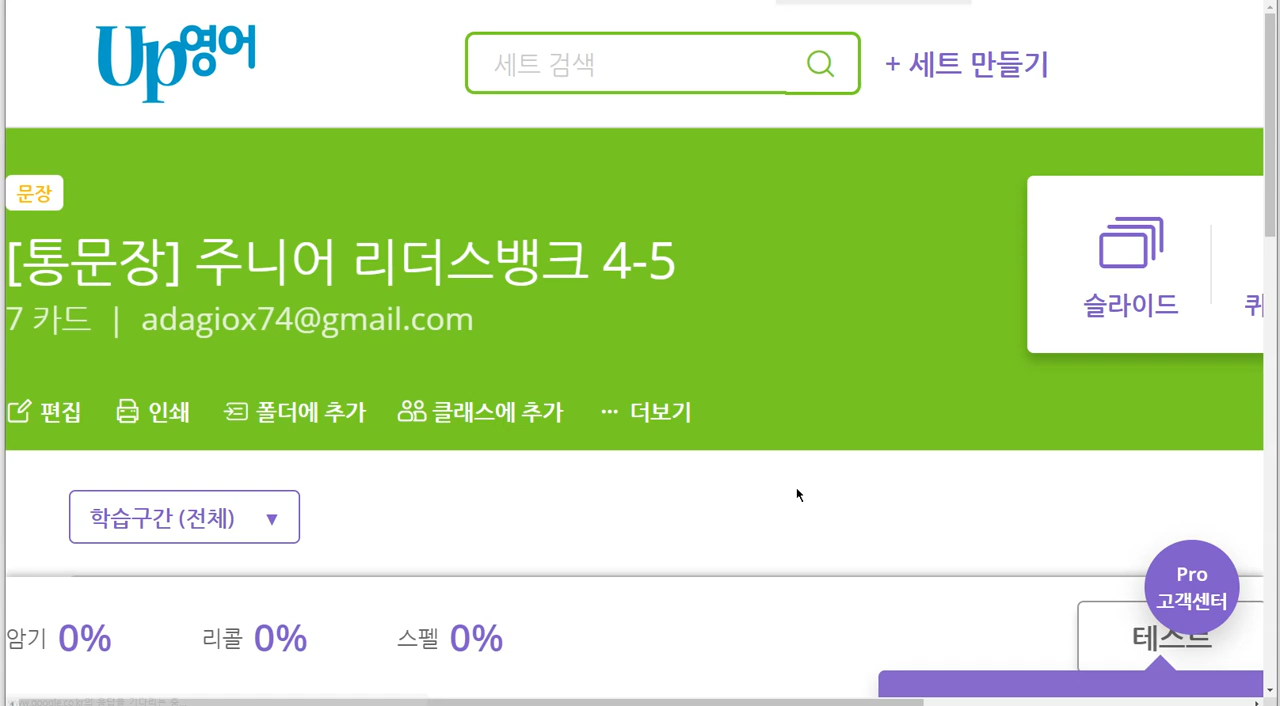 Up영어
세트 검색
+ 세트 만들기
문장
[통문장] 주니어 리더스뱅크 4-5
7 카드 | adagiox74@gmail.com
슬라이드
편집 인쇄 폴더에 추가 클래스에 추가 ··· 더보기
학습구간 (전체) ▼
Pro
고객센터
암기 0% 리콜 0% 스펠 0%
테스트